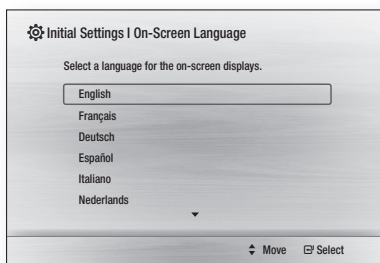 Initial Settings I On-Screen Language
Select a language for the on-screen displays.
English
Français
Deutsch
Español
Italiano
Nederlands
Move Select